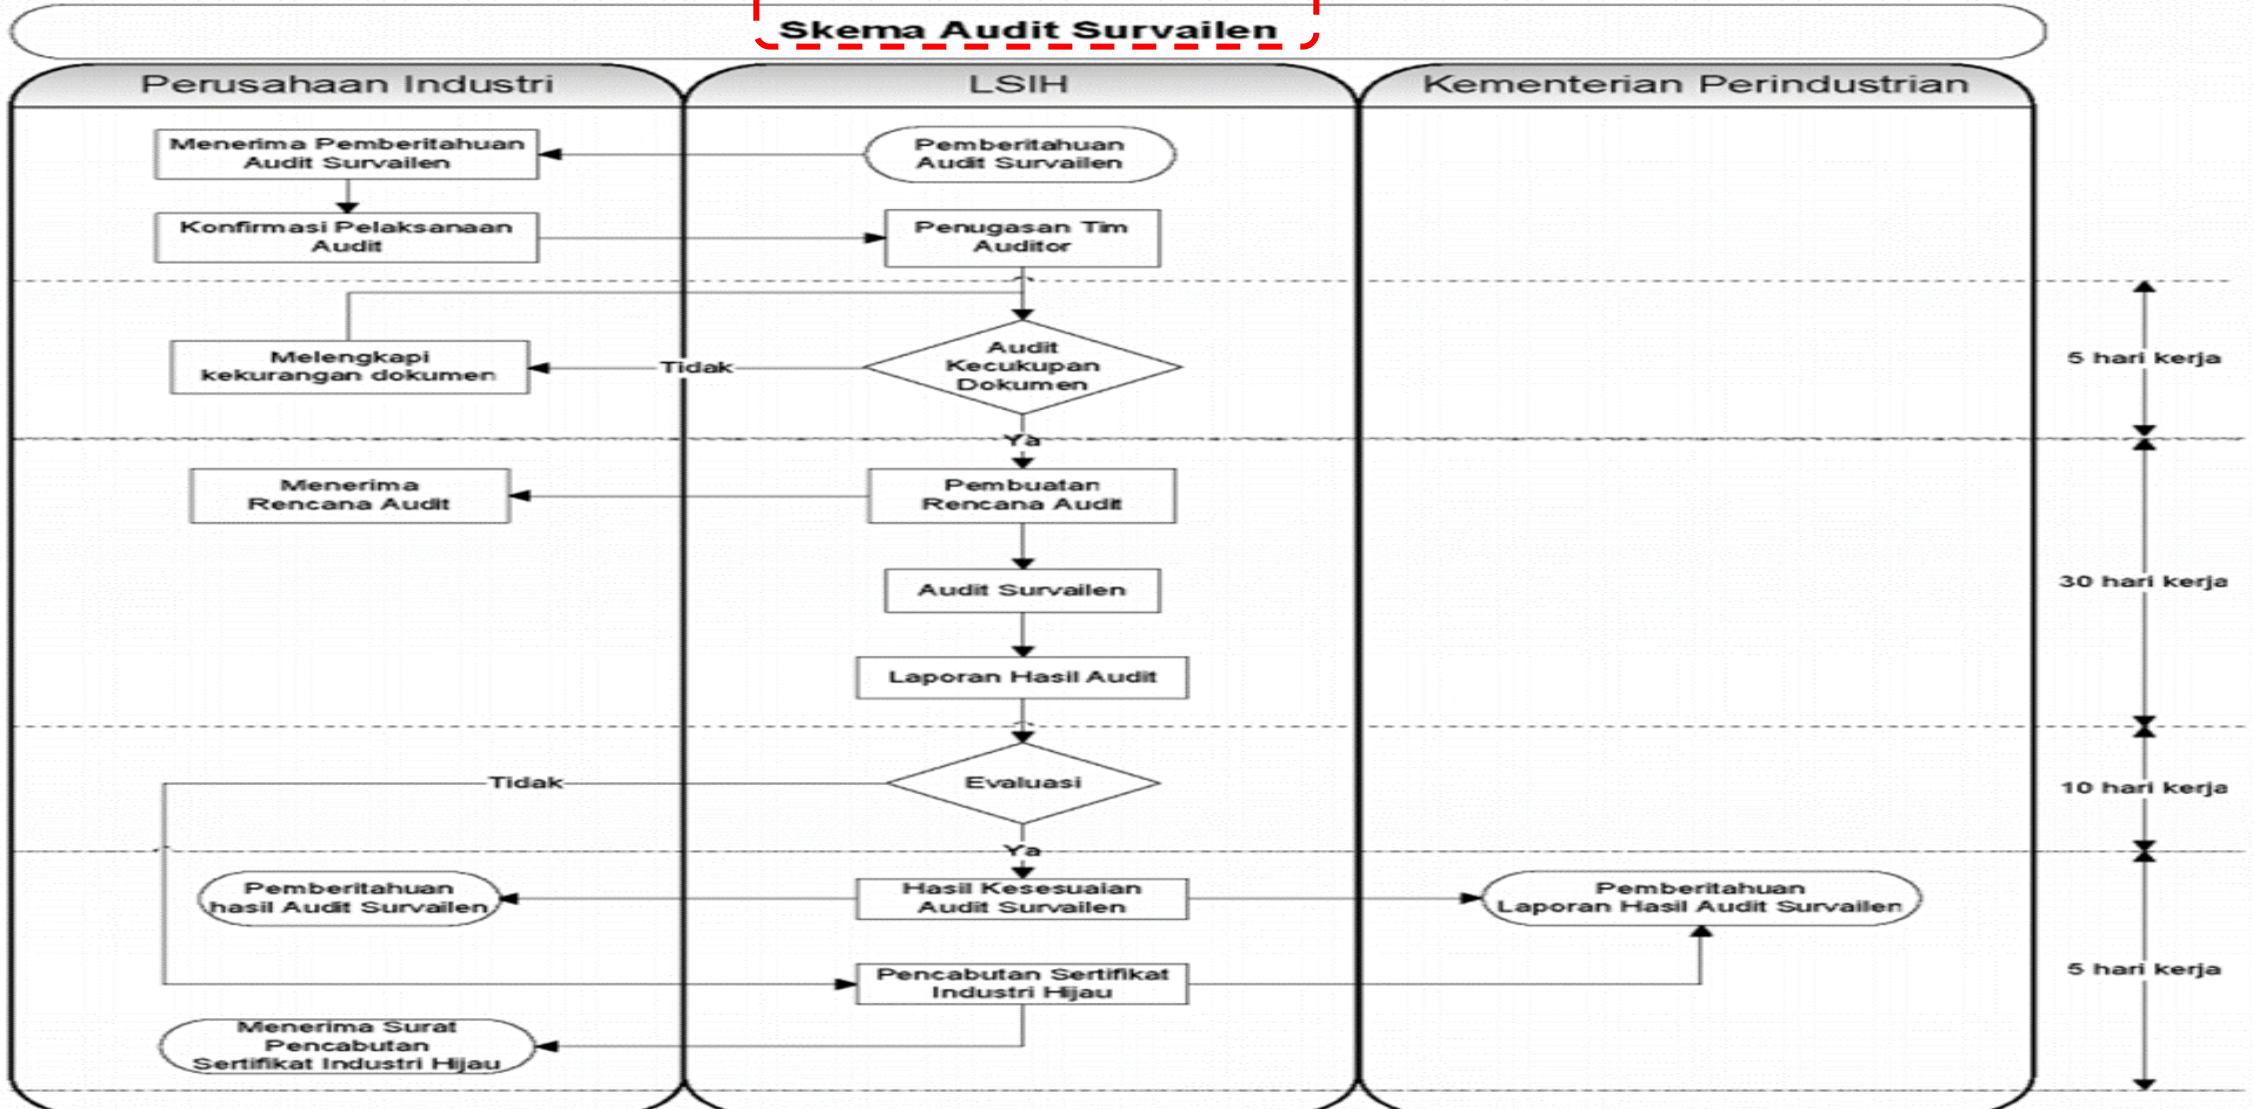 Skema Audit Survailen
Perusahaan Industri
LSIH
Kementerian Perindustrian
Menerima Pemberitahuan
Audit Survailen
Pemberitahuan
Audit Survailen
Konfirmasi Pelaksanaan
Audit
Penugasan Tim
Auditor
Melengkapi
kekurangan dokumen
Tidak
Audit
Kecukupan
Dokumen
5 hari kerja
Ya
Menerima
Rencana Audit
Pembuatan
Rencana Audit
Audit Survailen
30 hari kerja
Laporan Hasil Audit
Tidak
Evaluasi
10 hari kerja
Ya
Pemberitahuan
hasil Audit Survailen
Hasil Kesesuaian
Audit Survailen
Pemberitahuan
Laporan Hasil Audit Survailen
Pencabutan Sertifikat
Industri Hijau
5 hari kerja
Menerima Surat
Pencabutan
Sertifikat Industri Hijau